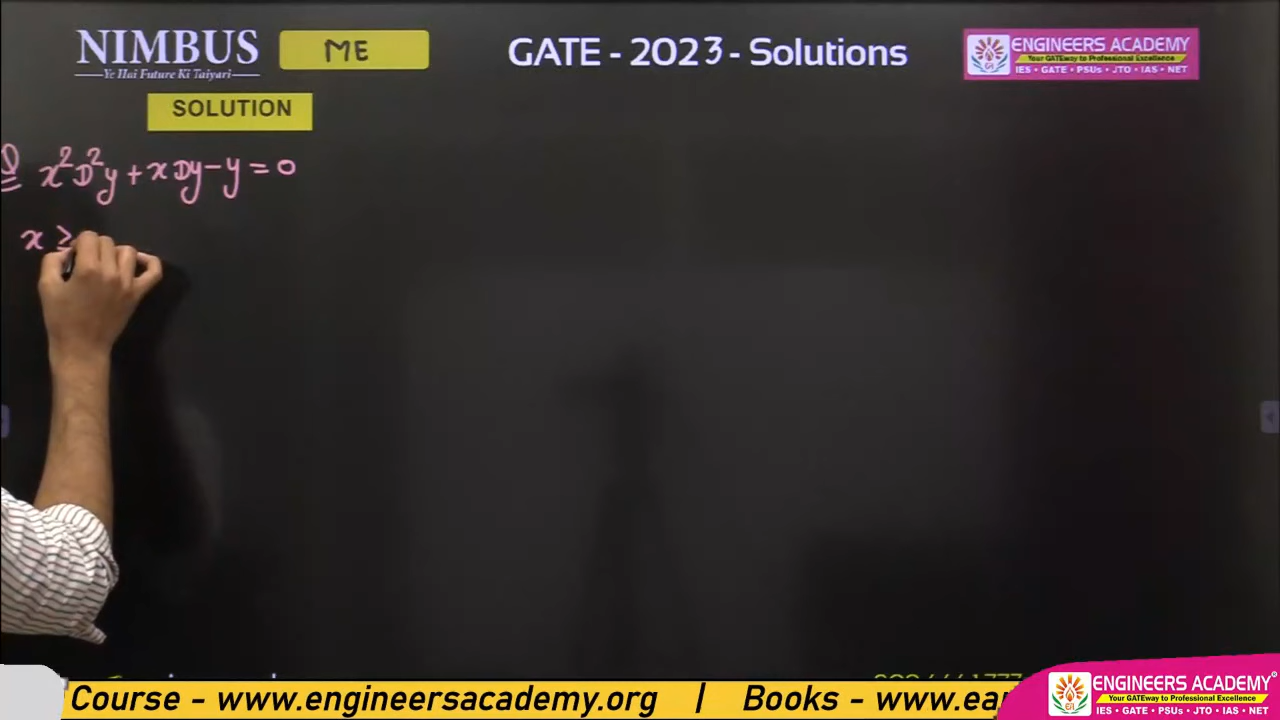 NIMBUS
Ye Hai Future Ki Taiyari
ME
GATE - 2023 - Solutions
ENGINEERS ACADEMY
Your GATEway to Professional Excellence
IES • GATE • PSUs • JTO • IAS • NET
SOLUTION
Q x²D²y + xDy - y = 0
x ≥
Course - www.engineersacademy.org | Books - www.ea
ENGINEERS ACADEMY
Your GATEway to Professional Excellence
IES • GATE • PSUs • JTO • IAS • NET